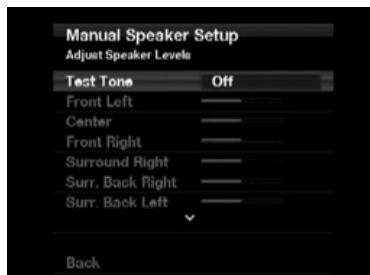 Manual Speaker Setup
Adjust Speaker Levels
Test Tone Off
Front Left
Center
Front Right
Surround Right
Surr. Back Right
Surr. Back Left
Back